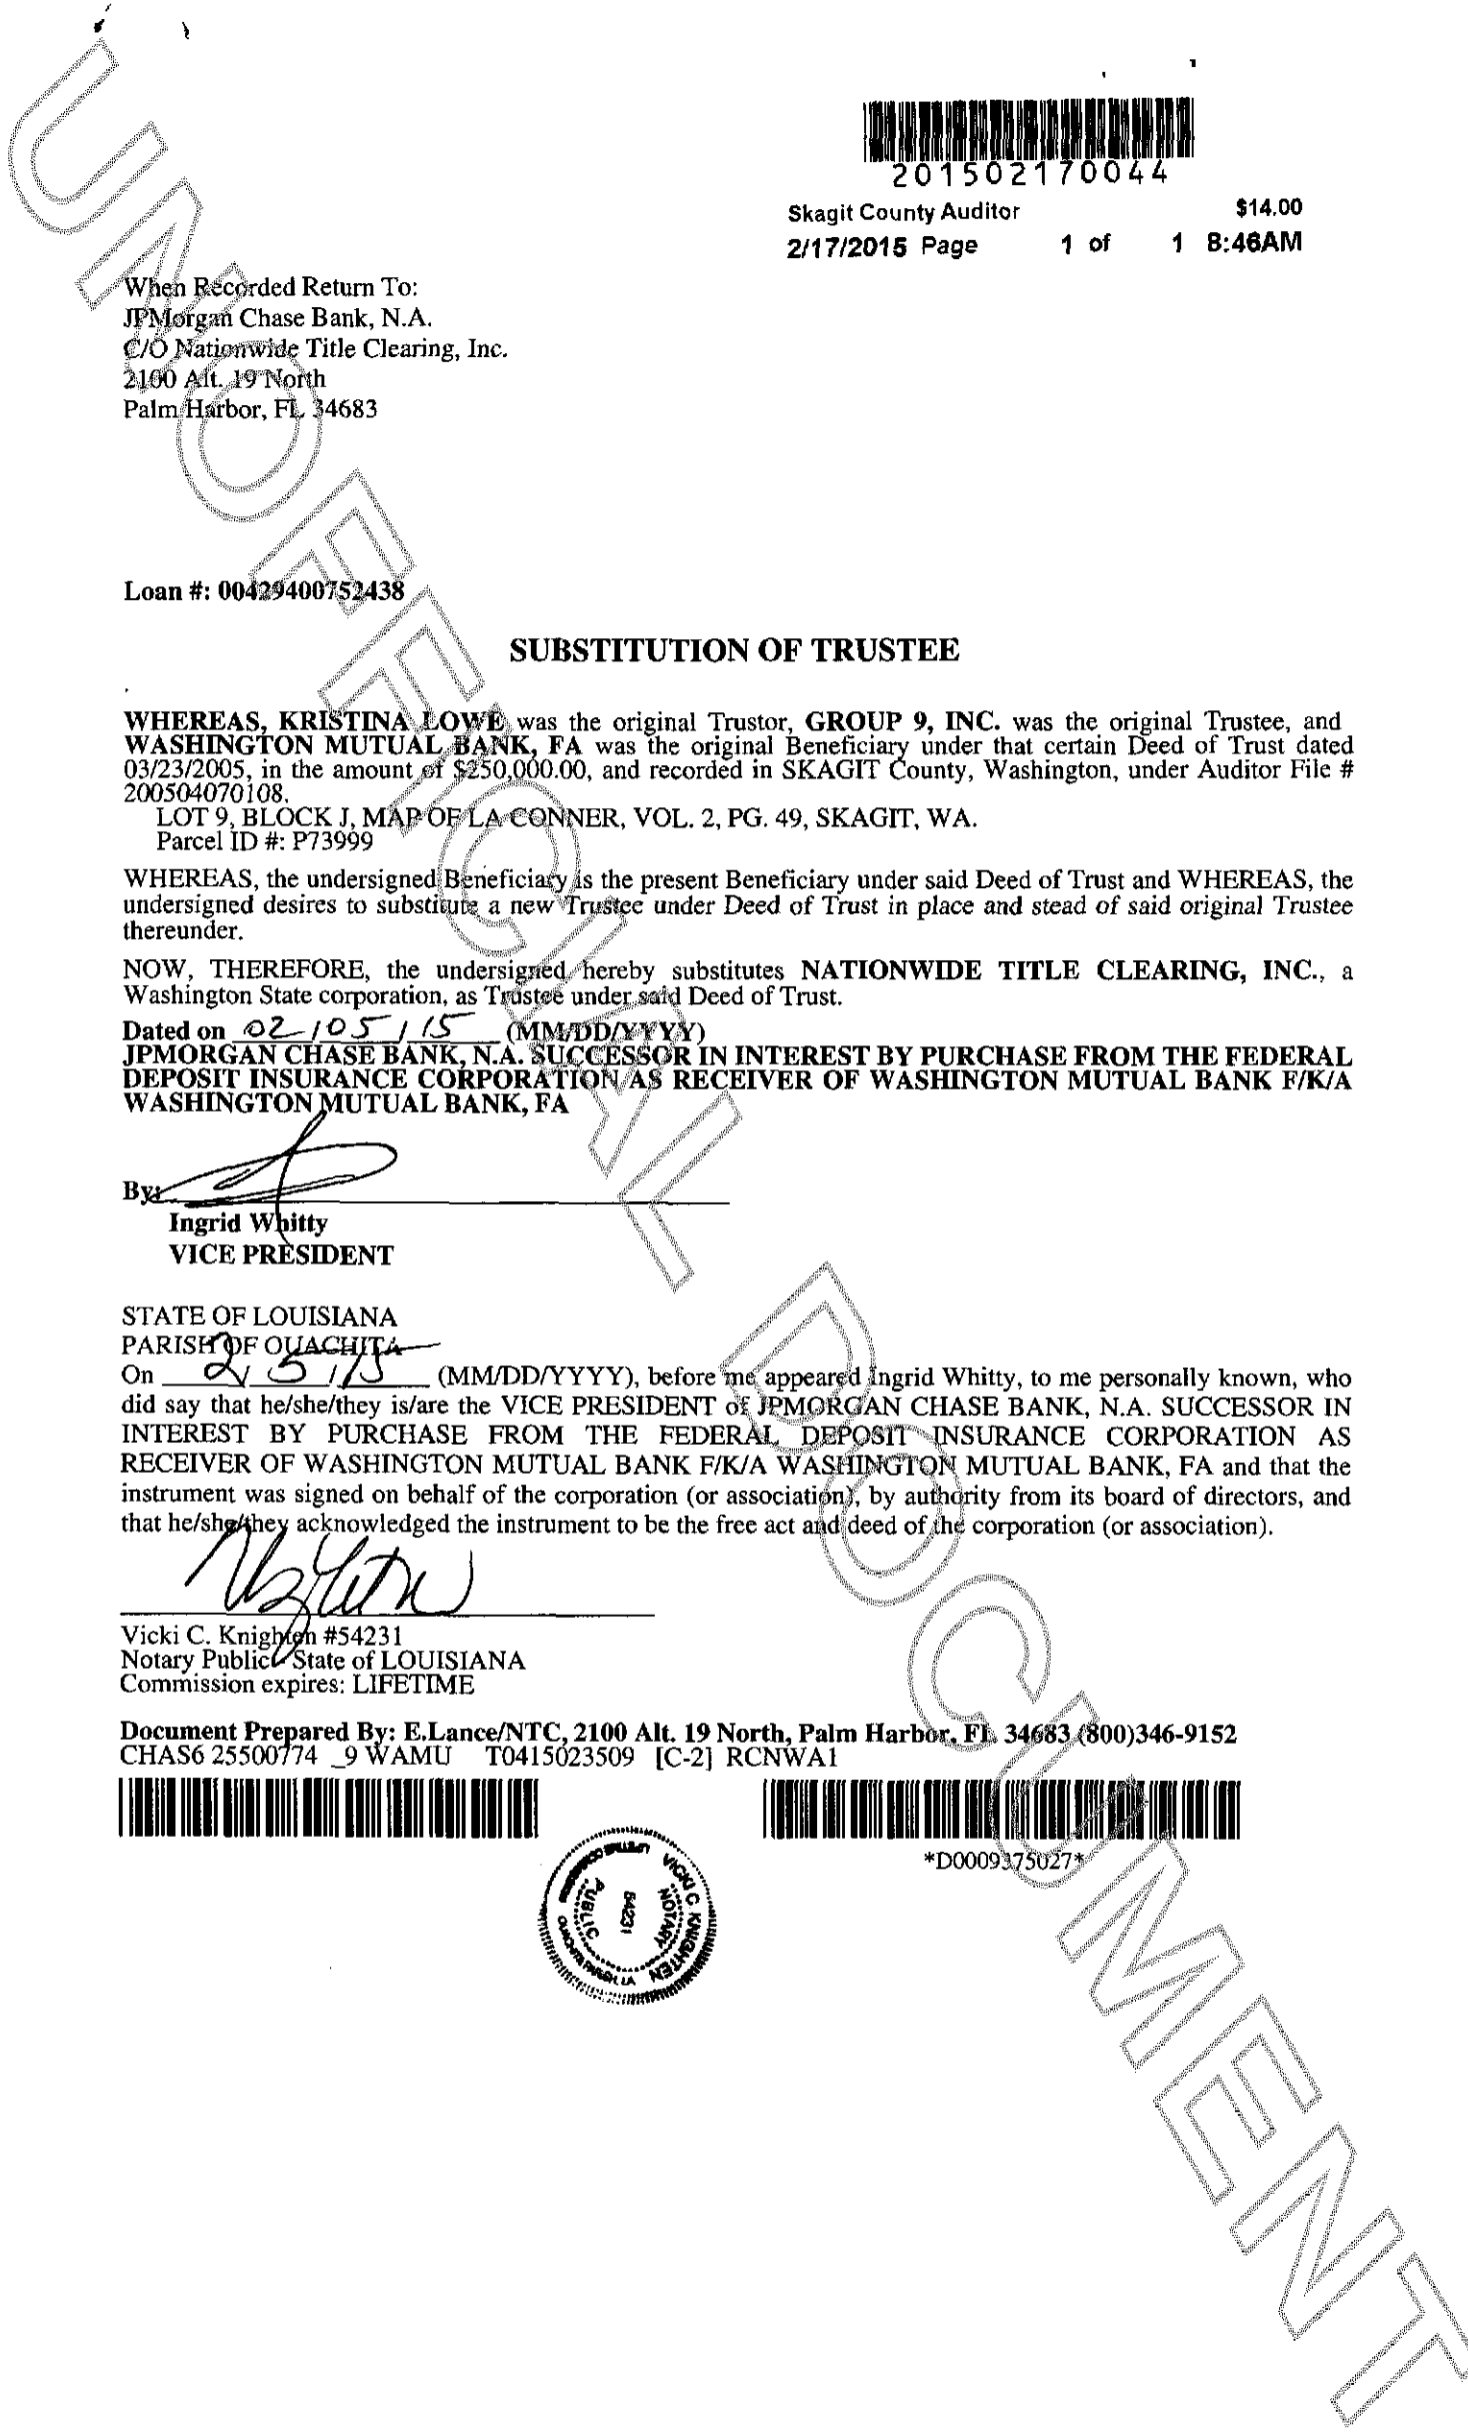 201502170044
Skagit County Auditor $14.00
2/17/2015 Page 1 of 1 8:46AM
When Recorded Return To:
JPMorgan Chase Bank, N.A.
C/O Nationwide Title Clearing, Inc.
2100 Alt. 19 North
Palm Harbor, FL 34683
Loan #: 00429400752438
SUBSTITUTION OF TRUSTEE
WHEREAS, KRISTINA LOWE was the original Trustor, GROUP 9, INC. was the original Trustee, and
WASHINGTON MUTUAL BANK, FA was the original Beneficiary under that certain Deed of Trust dated
03/23/2005, in the amount of $250,000.00, and recorded in SKAGIT County, Washington, under Auditor File #
200504070108.
LOT 9, BLOCK J, MAP OF LA CONNER, VOL. 2, PG. 49, SKAGIT, WA.
Parcel ID #: P73999
WHEREAS, the undersigned Beneficiary is the present Beneficiary under said Deed of Trust and WHEREAS, the
undersigned desires to substitute a new Trustee under Deed of Trust in place and stead of said original Trustee
thereunder.
NOW, THEREFORE, the undersigned hereby substitutes NATIONWIDE TITLE CLEARING, INC., a
Washington State corporation, as Trustee under said Deed of Trust.
Dated on 02/05/15 (MM/DD/YYYY)
JPMORGAN CHASE BANK, N.A. SUCCESSOR IN INTEREST BY PURCHASE FROM THE FEDERAL
DEPOSIT INSURANCE CORPORATION AS RECEIVER OF WASHINGTON MUTUAL BANK F/K/A
WASHINGTON MUTUAL BANK, FA
By:
Ingrid Whitty
VICE PRESIDENT
STATE OF LOUISIANA
PARISH OF OUACHITA
On 2/5/15 (MM/DD/YYYY), before me appeared Ingrid Whitty, to me personally known, who
did say that he/she/they is/are the VICE PRESIDENT of JPMORGAN CHASE BANK, N.A. SUCCESSOR IN
INTEREST BY PURCHASE FROM THE FEDERAL DEPOSIT INSURANCE CORPORATION AS
RECEIVER OF WASHINGTON MUTUAL BANK F/K/A WASHINGTON MUTUAL BANK, FA and that the
instrument was signed on behalf of the corporation (or association), by authority from its board of directors, and
that he/she/they acknowledged the instrument to be the free act and deed of the corporation (or association).
Vicki C. Knighten #54231
Notary Public - State of LOUISIANA
Commission expires: LIFETIME
Document Prepared By: E.Lance/NTC, 2100 Alt. 19 North, Palm Harbor, FL 34683 (800)346-9152
CHAS6 25500774 _9 WAMU T0415023509 [C-2] RCNWA1
*D0009375027*
VICKI C. KNIGHTEN
NOTARY
54231
PUBLIC
OUACHITA PARISH, LA
LIFETIME COMMISSION
UNOFFICIAL DOCUMENT